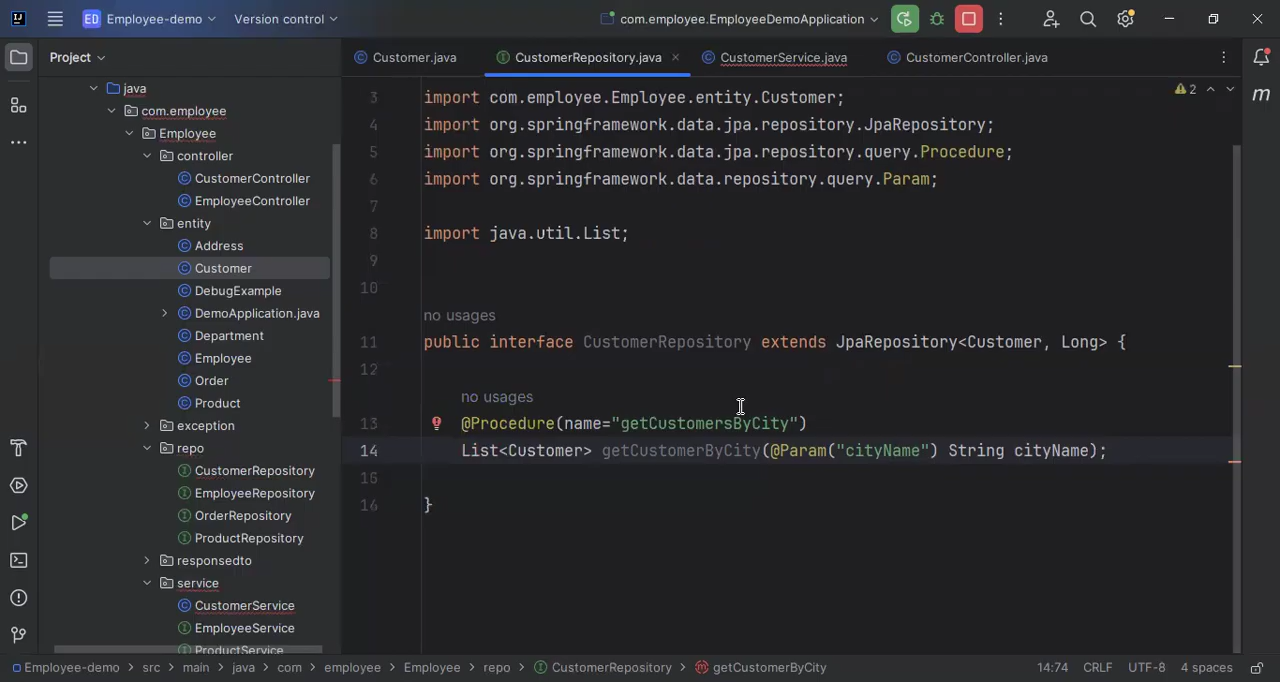 ED Employee-demo
Version control
com.employee.EmployeeDemoApplication
Project
Customer.java
CustomerRepository.java
CustomerService.java
CustomerController.java
java
com.employee
Employee
controller
CustomerController
EmployeeController
entity
Address
Customer
DebugExample
DemoApplication.java
Department
Employee
Order
Product
exception
repo
CustomerRepository
EmployeeRepository
OrderRepository
ProductRepository
responsedto
service
CustomerService
EmployeeService
ProductService
2
m
3 import com.employee.Employee.entity.Customer;
4 import org.springframework.data.jpa.repository.JpaRepository;
5 import org.springframework.data.jpa.repository.query.Procedure;
6 import org.springframework.data.repository.query.Param;
7
8 import java.util.List;
9
10
no usages
11 public interface CustomerRepository extends JpaRepository<Customer, Long> {
12
no usages
13 @Procedure(name="getCustomersByCity")
14 List<Customer> getCustomerByCity(@Param("cityName") String cityName);
15
16 }
Employee-demo > src > main > java > com > employee > Employee > repo > CustomerRepository > getCustomerByCity
14:74 CRLF UTF-8 4 spaces